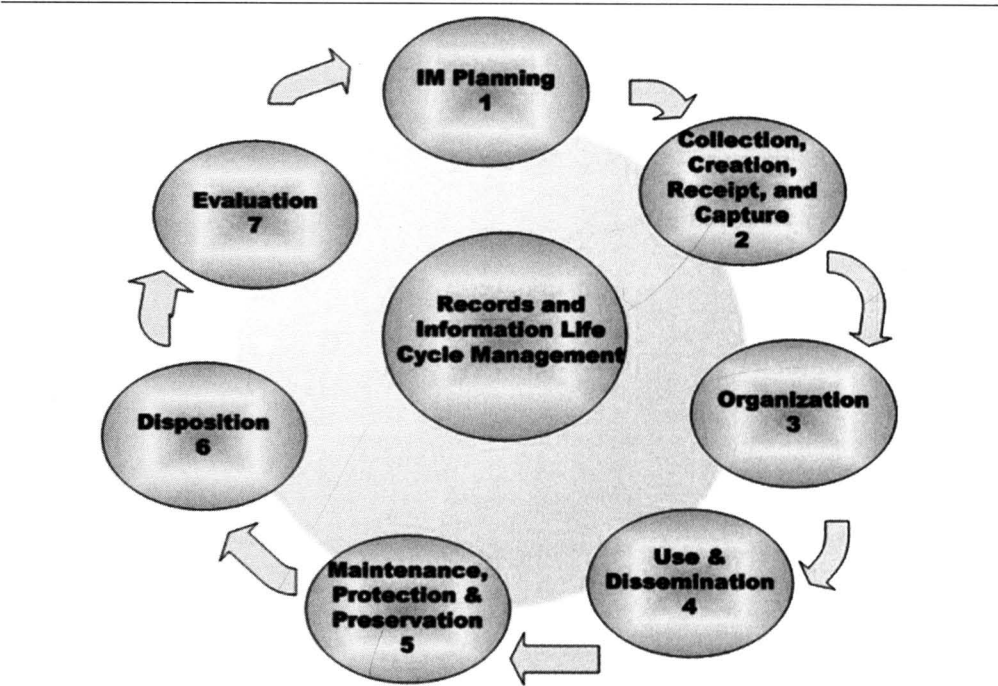 IM Planning
1
Collection,
Creation,
Receipt, and
Capture
2
Evaluation
7
Records and
Information Life
Cycle Management
Organization
3
Disposition
6
Use &
Dissemination
4
Maintenance,
Protection &
Preservation
5